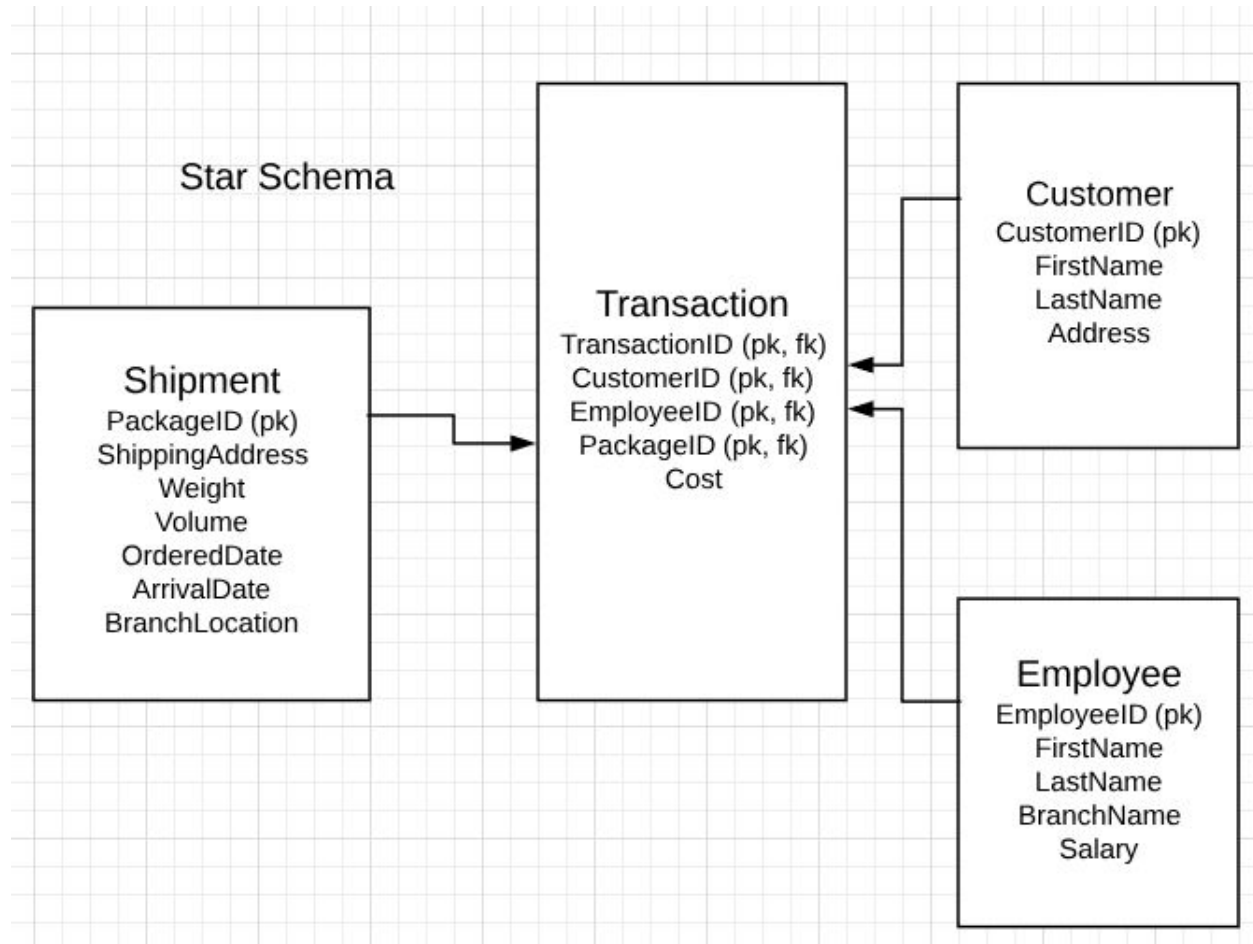 Star Schema
Shipment
PackageID (pk)
ShippingAddress
Weight
Volume
OrderedDate
ArrivalDate
BranchLocation
Transaction
TransactionID (pk, fk)
CustomerID (pk, fk)
EmployeeID (pk, fk)
PackageID (pk, fk)
Cost
Customer
CustomerID (pk)
FirstName
LastName
Address
Employee
EmployeeID (pk)
FirstName
LastName
BranchName
Salary